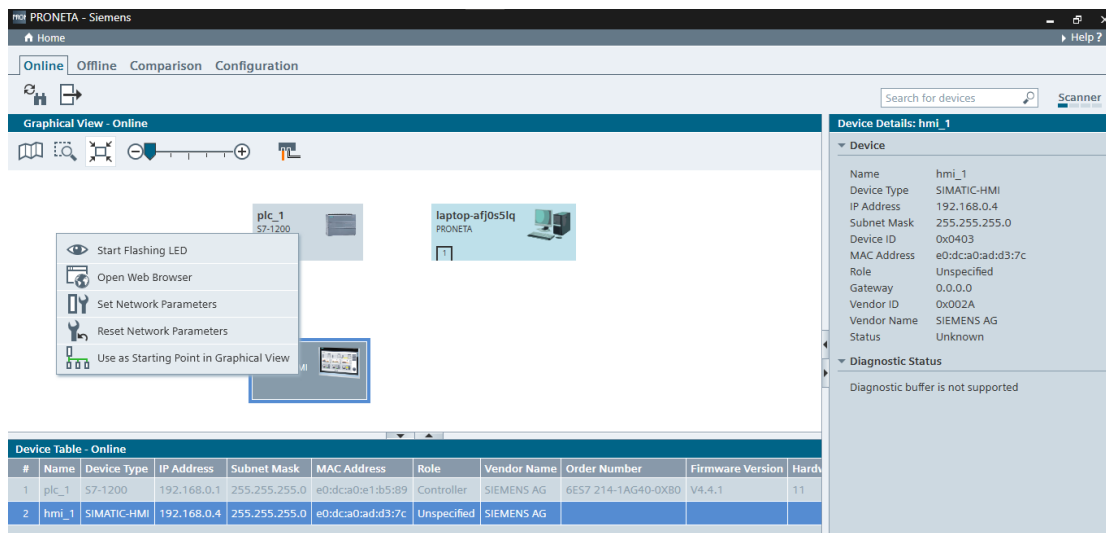 PRONETA - Siemens
Home
Help ?
Online Offline Comparison Configuration
Search for devices
Scanner
Graphical View - Online
plc_1
S7-1200
laptop-afj0s5lq
PRONETA
1
Start Flashing LED
Open Web Browser
Set Network Parameters
Reset Network Parameters
Use as Starting Point in Graphical View
Device Details: hmi_1
Device
Name hmi_1
Device Type SIMATIC-HMI
IP Address 192.168.0.4
Subnet Mask 255.255.255.0
Device ID 0x0403
MAC Address e0:dc:a0:ad:d3:7c
Role Unspecified
Gateway 0.0.0.0
Vendor ID 0x002A
Vendor Name SIEMENS AG
Status Unknown
Diagnostic Status
Diagnostic buffer is not supported
Device Table - Online
# Name Device Type IP Address Subnet Mask MAC Address Role Vendor Name Order Number Firmware Version Hardw
1 plc_1 S7-1200 192.168.0.1 255.255.255.0 e0:dc:a0:e1:b5:89 Controller SIEMENS AG 6ES7 214-1AG40-0XB0 V4.4.1 11
2 hmi_1 SIMATIC-HMI 192.168.0.4 255.255.255.0 e0:dc:a0:ad:d3:7c Unspecified SIEMENS AG